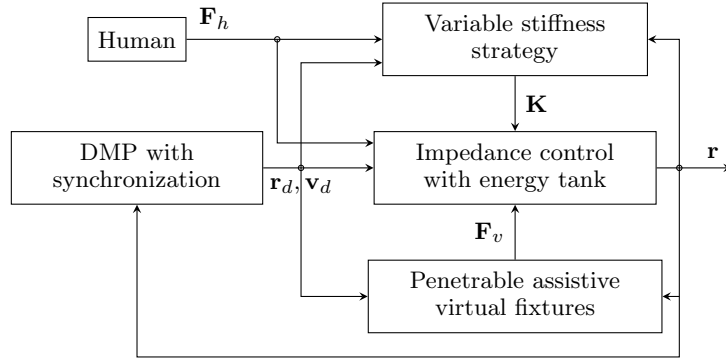 Human
F_h
Variable stiffness
strategy
K
DMP with
synchronization
r_d, v_d
Impedance control
with energy tank
r
F_v
Penetrable assistive
virtual fixtures